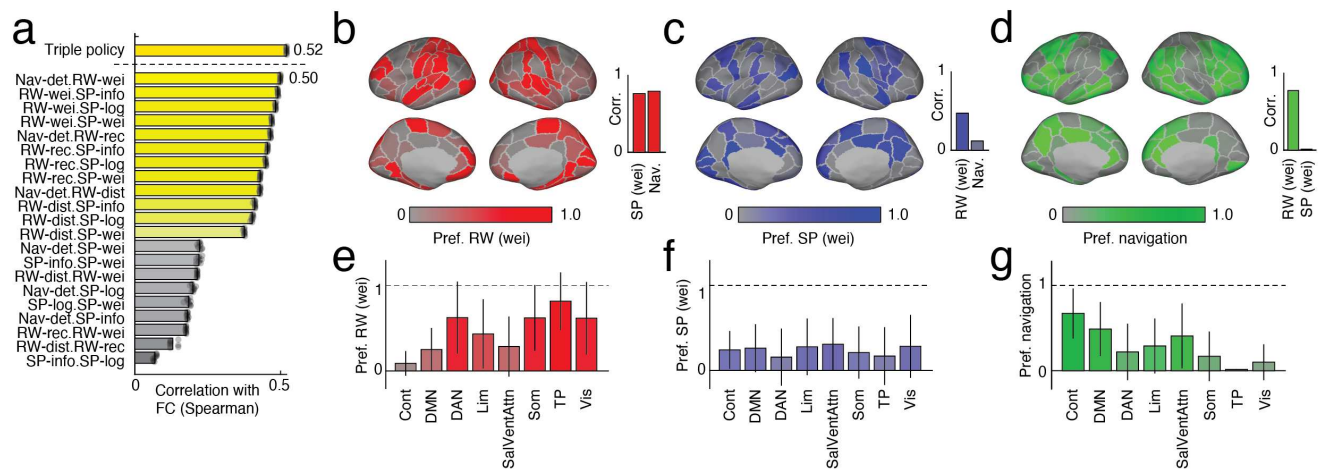 a
Triple policy
0.52
Nav-det.RW-wei
0.50
RW-wei.SP-info
RW-wei.SP-log
RW-wei.SP-wei
Nav-det.RW-rec
RW-rec.SP-info
RW-rec.SP-log
RW-rec.SP-wei
Nav-det.RW-dist
RW-dist.SP-info
RW-dist.SP-log
RW-dist.SP-wei
Nav-det.SP-wei
SP-info.SP-wei
RW-dist.RW-wei
Nav-det.SP-log
SP-log.SP-wei
Nav-det.SP-info
RW-rec.RW-wei
RW-dist.RW-rec
SP-info.SP-log
0
0.5
Correlation with
FC (Spearman)
b
1
Corr.
0
SP (wei)
Nav.
0
1.0
Pref. RW (wei)
c
1
Corr.
0
RW (wei)
Nav.
0
1.0
Pref. SP (wei)
d
1
Corr.
0
RW (wei)
SP (wei)
0
1.0
Pref. navigation
e
Pref. RW (wei)
1
0
Cont
DMN
DAN
Lim
SalVentAttn
Som
TP
Vis
f
Pref. SP (wei)
1
0
Cont
DMN
DAN
Lim
SalVentAttn
Som
TP
Vis
g
Pref. navigation
1
0
Cont
DMN
DAN
Lim
SalVentAttn
Som
TP
Vis